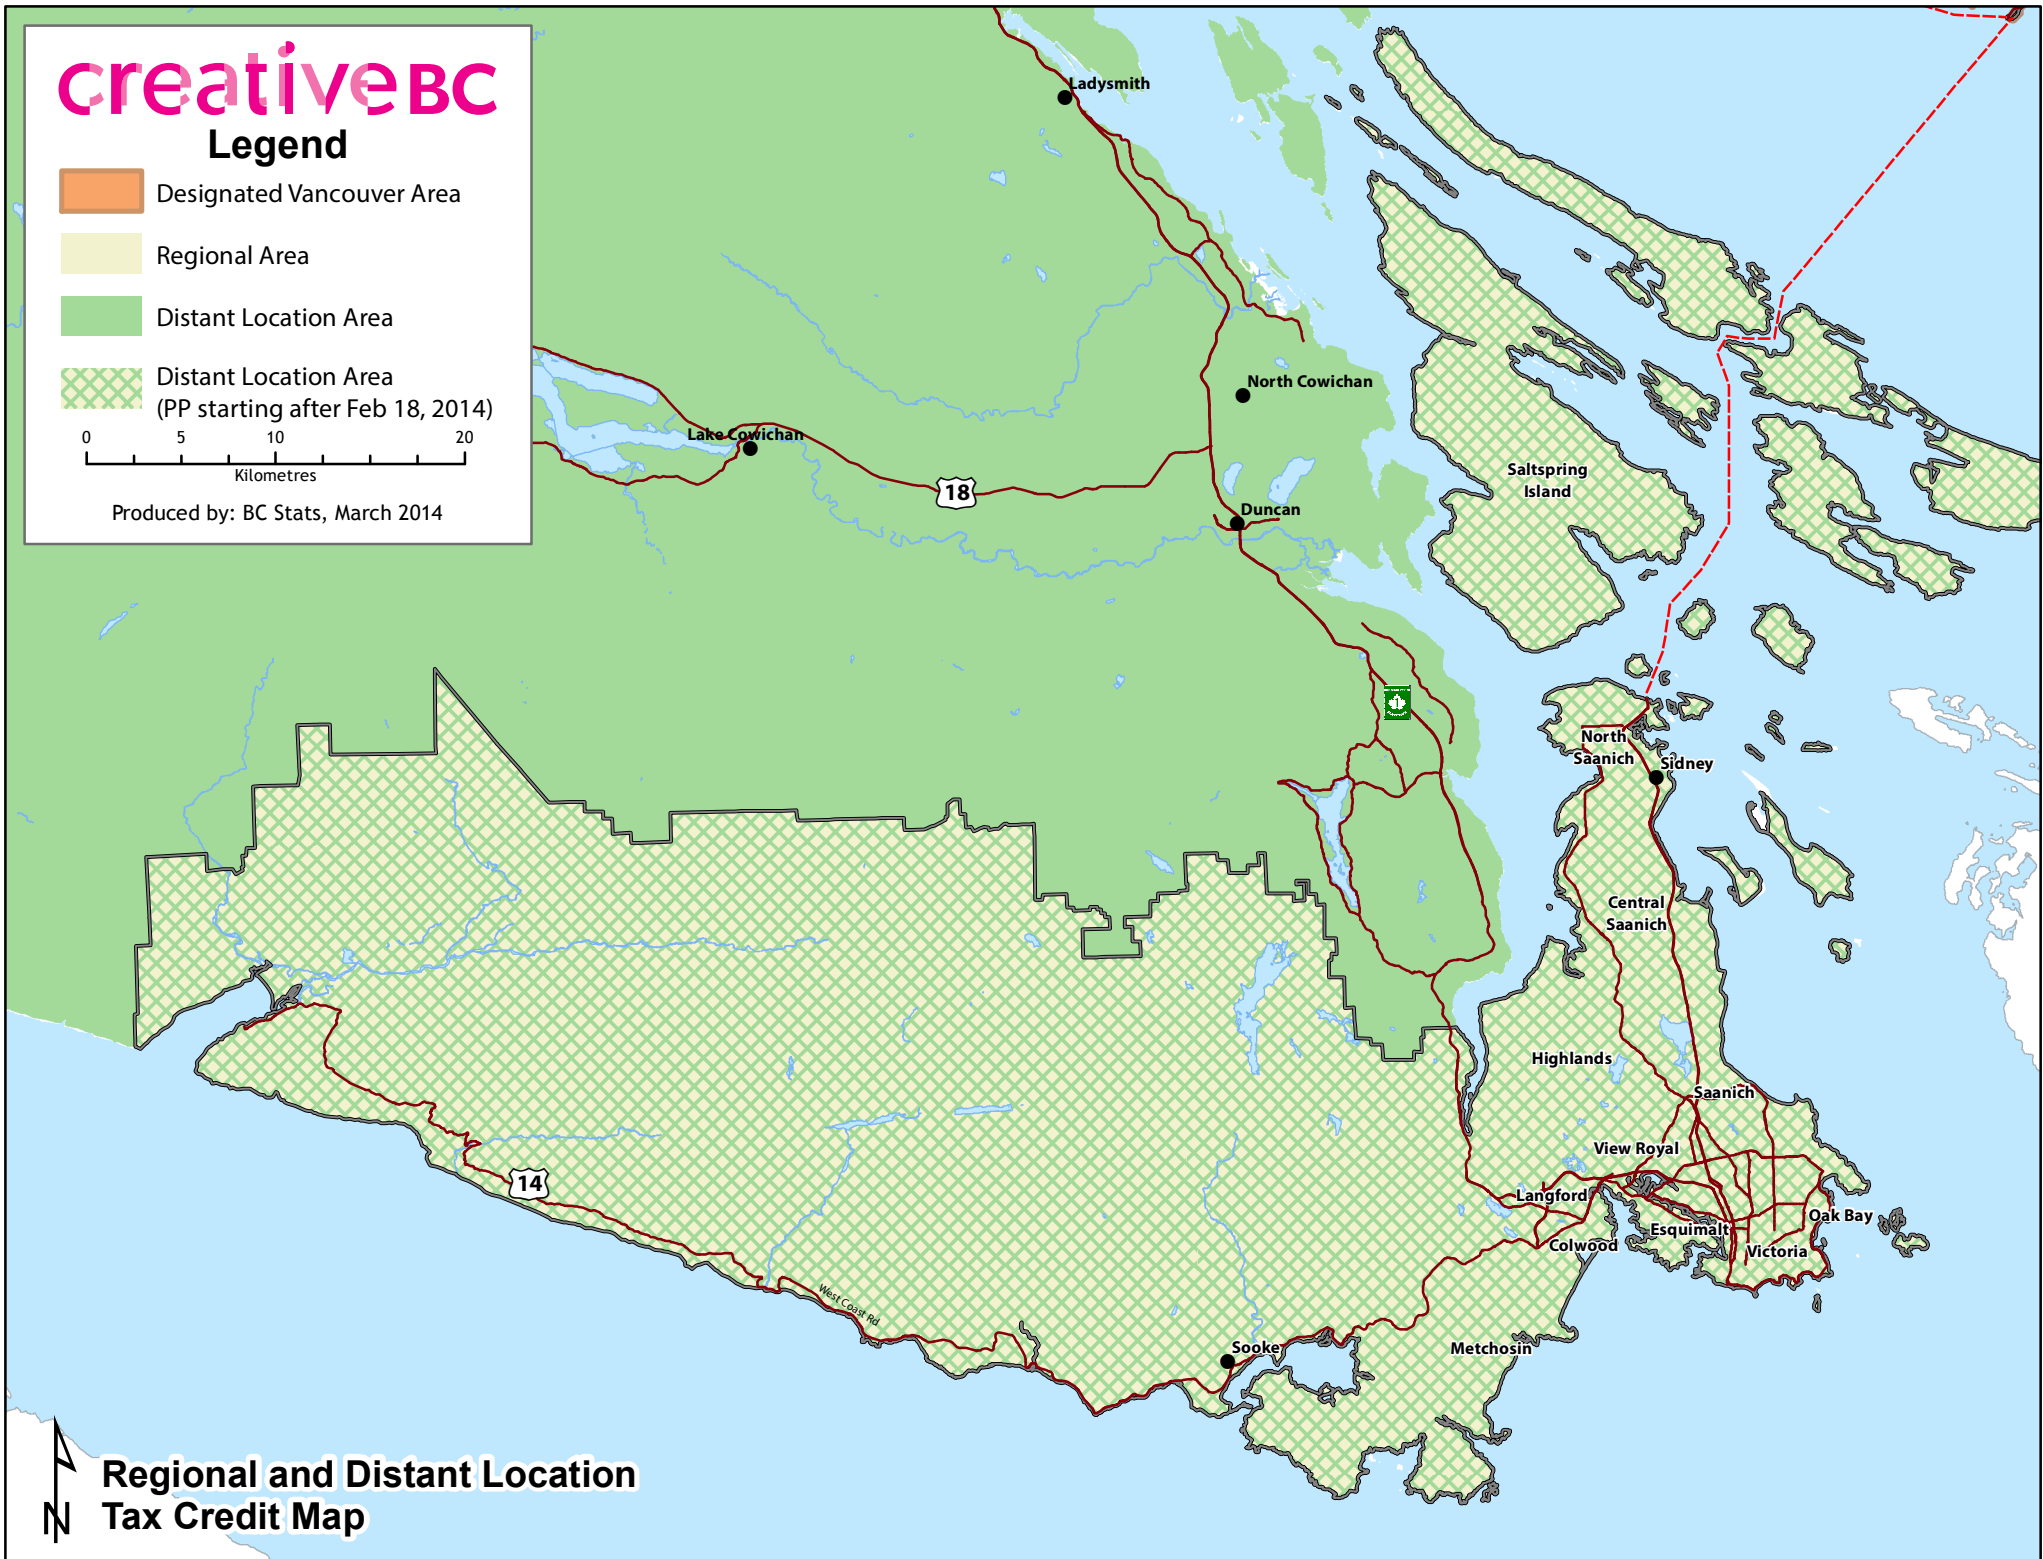 creativeBC
Legend
Designated Vancouver Area
Regional Area
Distant Location Area
Distant Location Area
(PP starting after Feb 18, 2014)
0 5 10 20
Kilometres
Produced by: BC Stats, March 2014
Ladysmith
North Cowichan
Lake Cowichan
18
Saltspring
Island
Duncan
1
North
Saanich
Sidney
Central
Saanich
Highlands
Saanich
View Royal
14
Langford
Oak Bay
Esquimalt
Colwood
Victoria
West Coast Rd
Sooke
Metchosin
Regional and Distant Location
Tax Credit Map
N